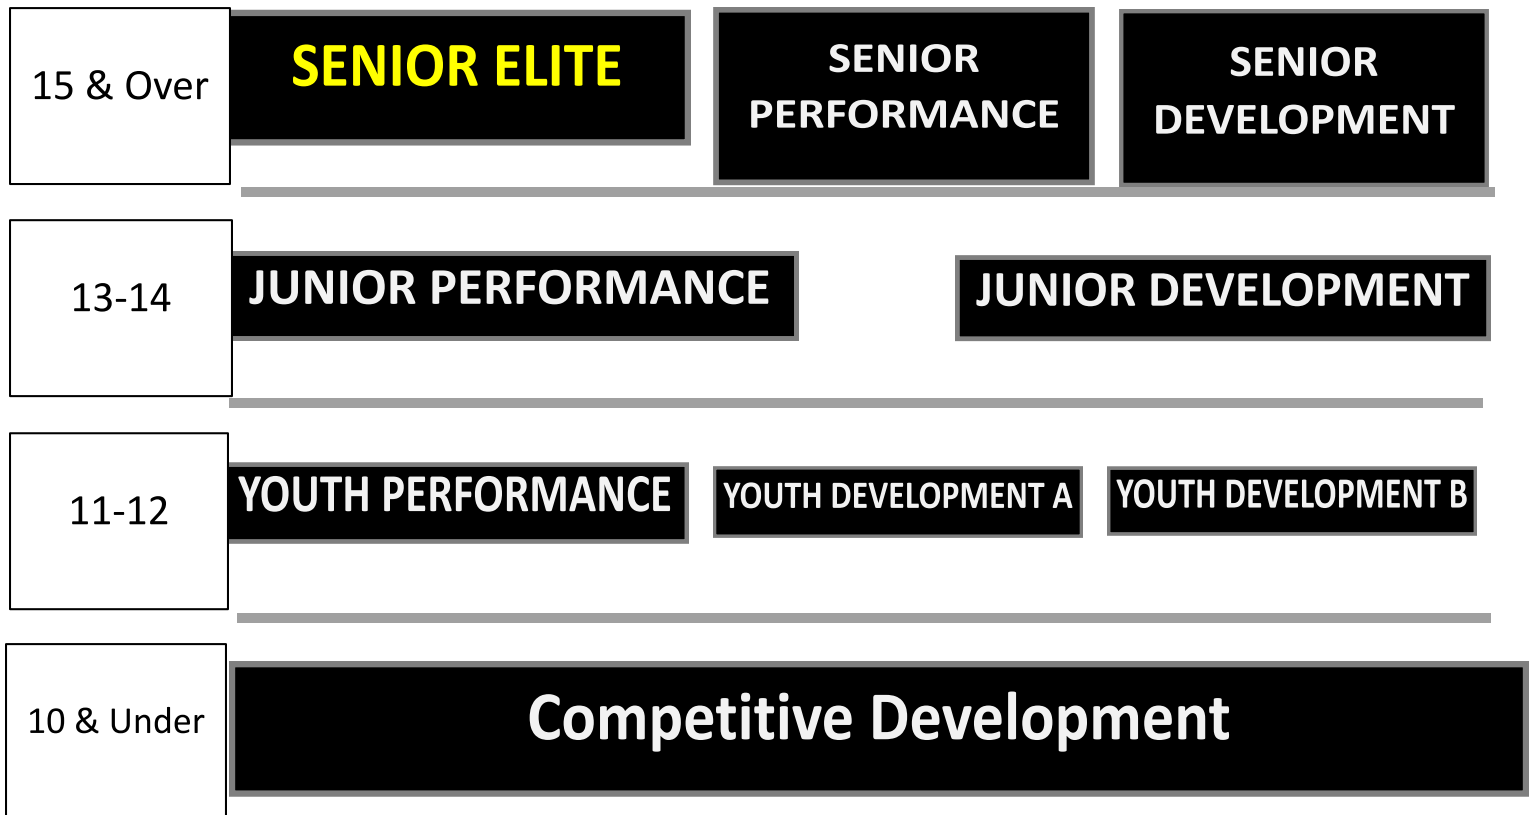 15 & Over
SENIOR ELITE
SENIOR
PERFORMANCE
SENIOR
DEVELOPMENT
13-14
JUNIOR PERFORMANCE
JUNIOR DEVELOPMENT
11-12
YOUTH PERFORMANCE
YOUTH DEVELOPMENT A
YOUTH DEVELOPMENT B
10 & Under
Competitive Development